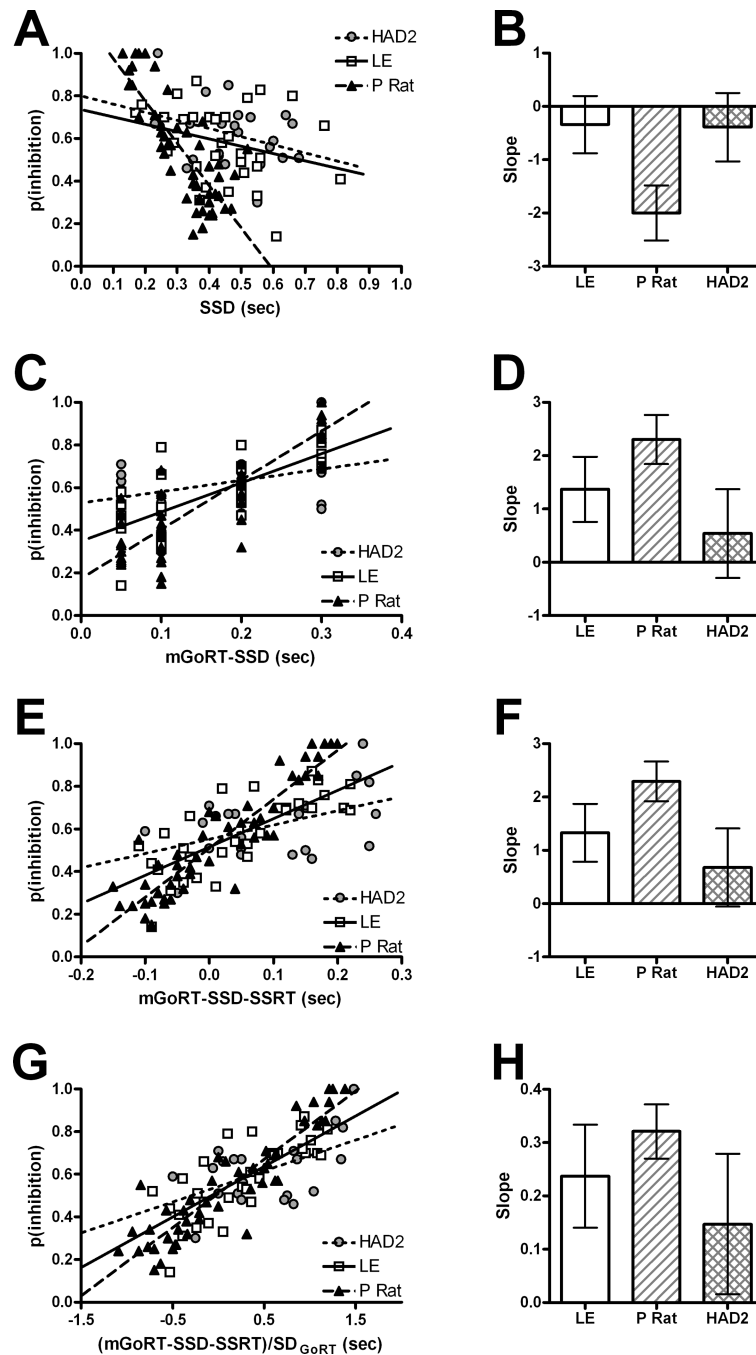 A
B
1.0
0.8
0.6
0.4
0.2
0.0
p(inhibition)
HAD2
LE
P Rat
0.0 0.1 0.2 0.3 0.4 0.5 0.6 0.7 0.8 0.9 1.0
SSD (sec)
1
0
-1
-2
-3
Slope
LE P Rat HAD2
C
D
1.0
0.8
0.6
0.4
0.2
0.0
p(inhibition)
HAD2
LE
P Rat
0.0 0.1 0.2 0.3 0.4
mGoRT-SSD (sec)
3
2
1
0
-1
Slope
LE P Rat HAD2
E
F
1.0
0.8
0.6
0.4
0.2
0.0
p(inhibition)
HAD2
LE
P Rat
-0.2 -0.1 0.0 0.1 0.2 0.3
mGoRT-SSD-SSRT (sec)
3
2
1
0
-1
Slope
LE P Rat HAD2
G
H
1.0
0.8
0.6
0.4
0.2
0.0
p(inhibition)
HAD2
LE
P Rat
-1.5 -0.5 0.5 1.5
(mGoRT-SSD-SSRT)/SDGoRT (sec)
0.4
0.3
0.2
0.1
0.0
Slope
LE P Rat HAD2